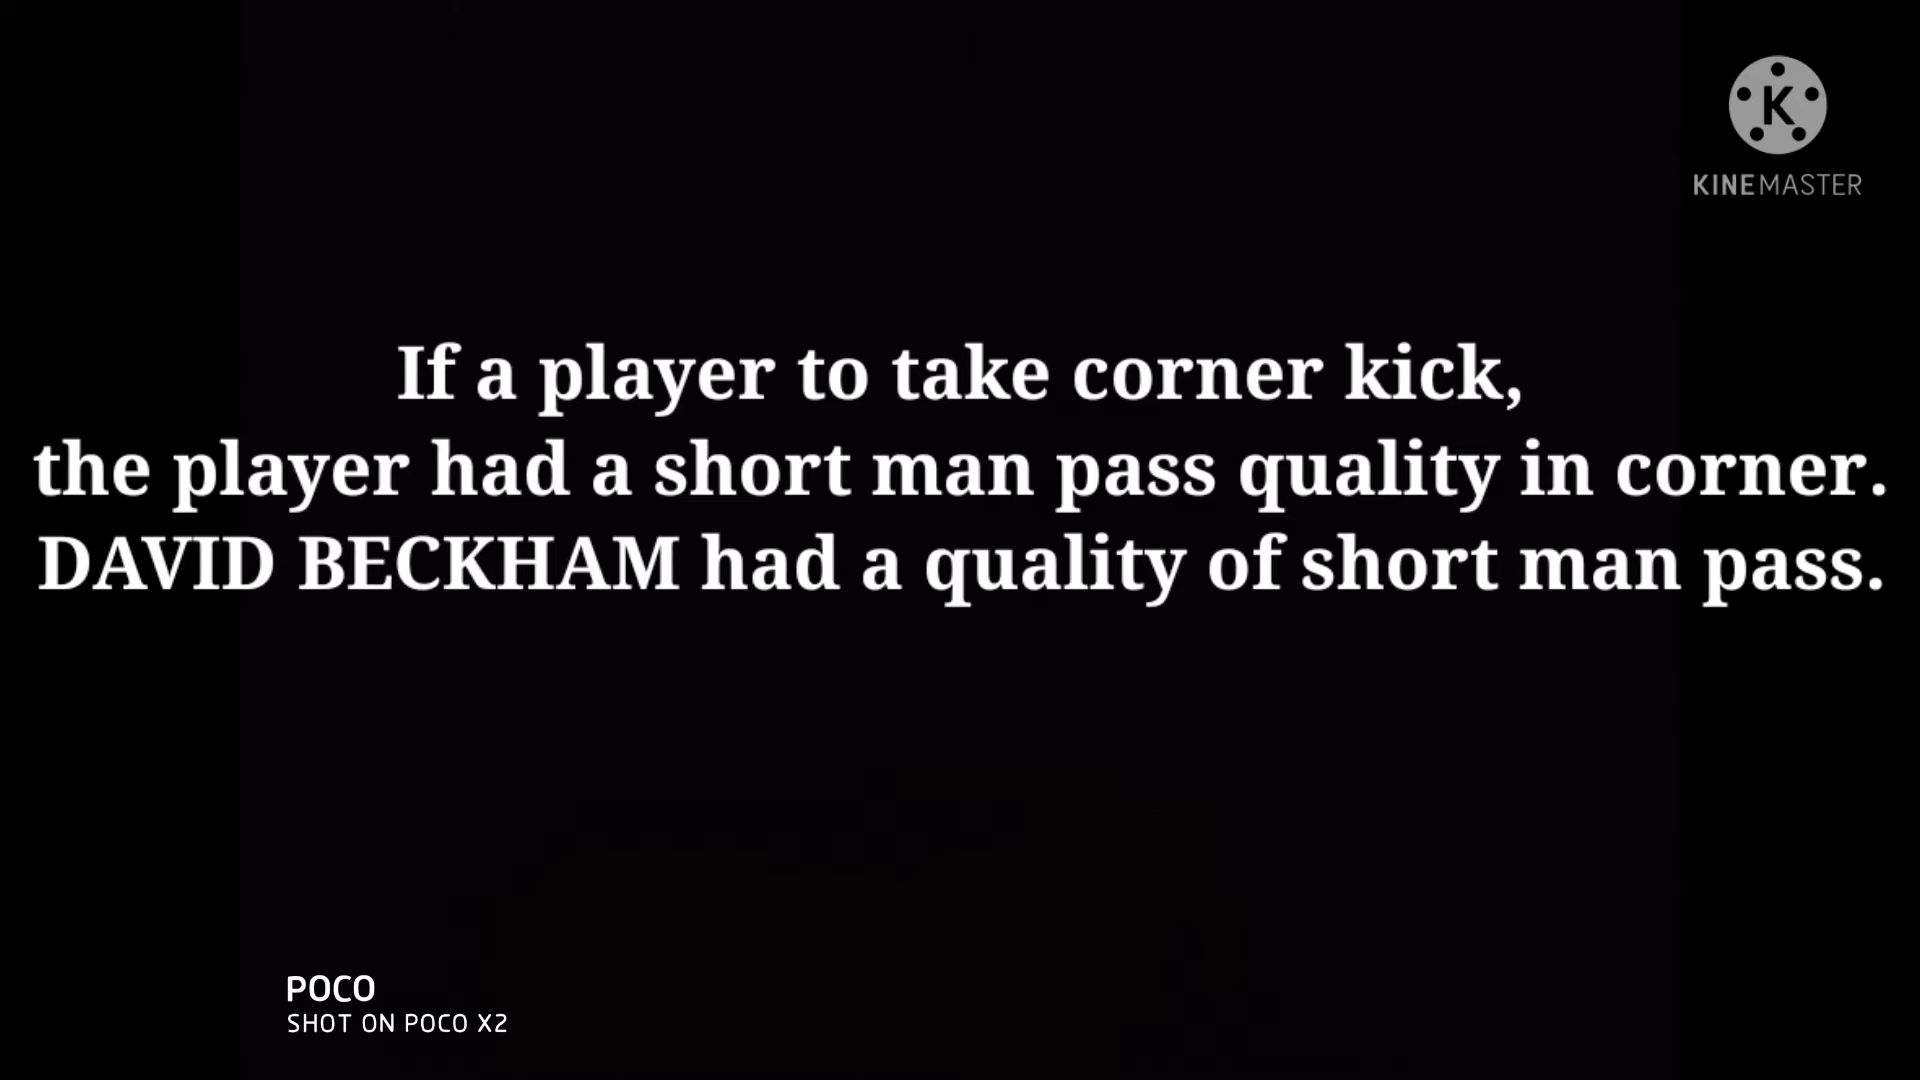 K
KINEMASTER
If a player to take corner kick,
the player had a short man pass quality in corner.
DAVID BECKHAM had a quality of short man pass.
POCO
SHOT ON POCO X2